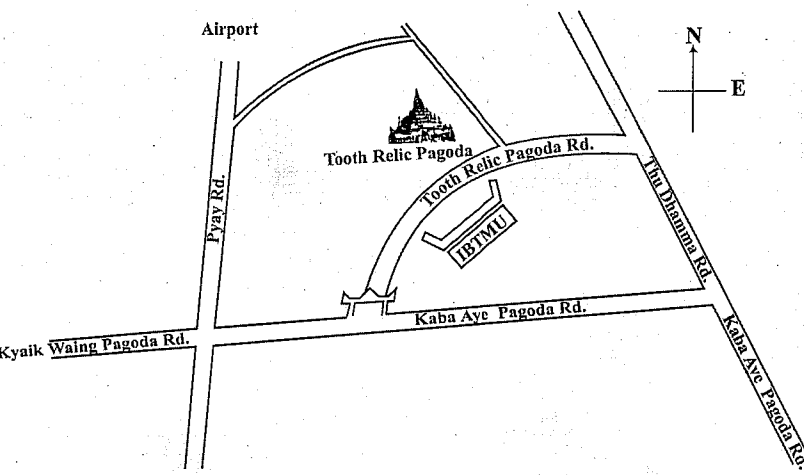 Airport
N
E
Tooth Relic Pagoda
Tooth Relic Pagoda Rd.
Pyay Rd.
Thu Dhamma Rd.
IBTMU
Kaba Aye Pagoda Rd.
Kyaik Waing Pagoda Rd.
Kaba Aye Pagoda Rd.